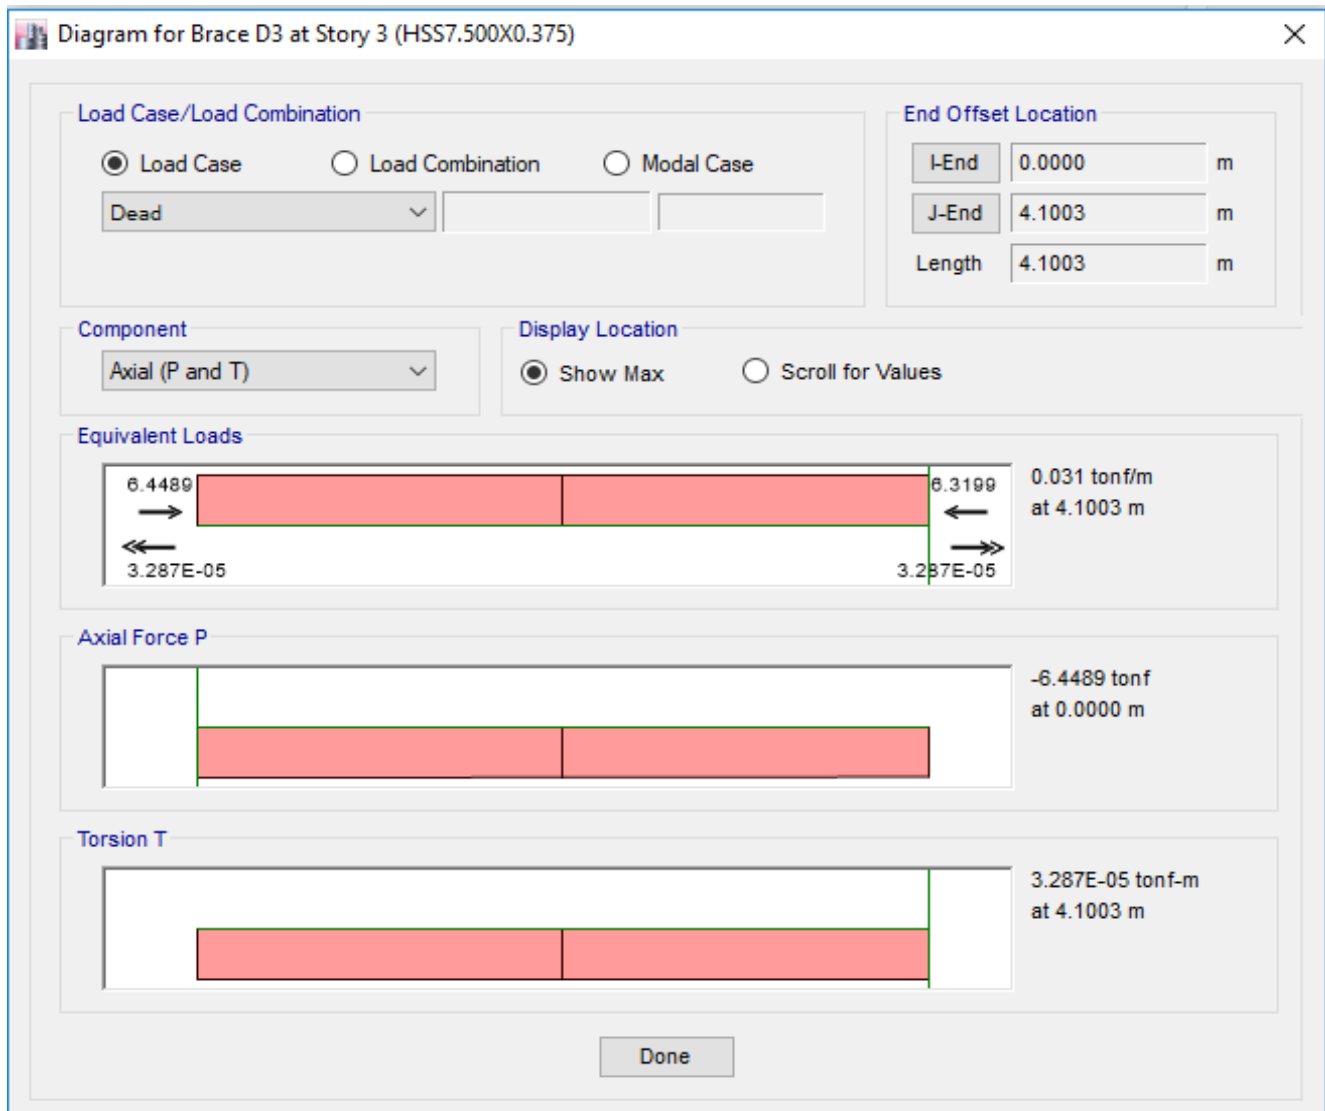 Diagram for Brace D3 at Story 3 (HSS7.500X0.375)
Load Case/Load Combination
Load Case Load Combination Modal Case
Dead
End Offset Location
I-End 0.0000 m
J-End 4.1003 m
Length 4.1003 m
Component
Axial (P and T)
Display Location
Show Max Scroll for Values
Equivalent Loads
6.4489 6.3199
3.287E-05 3.287E-05
0.031 tonf/m
at 4.1003 m
Axial Force P
-6.4489 tonf
at 0.0000 m
Torsion T
3.287E-05 tonf-m
at 4.1003 m
Done